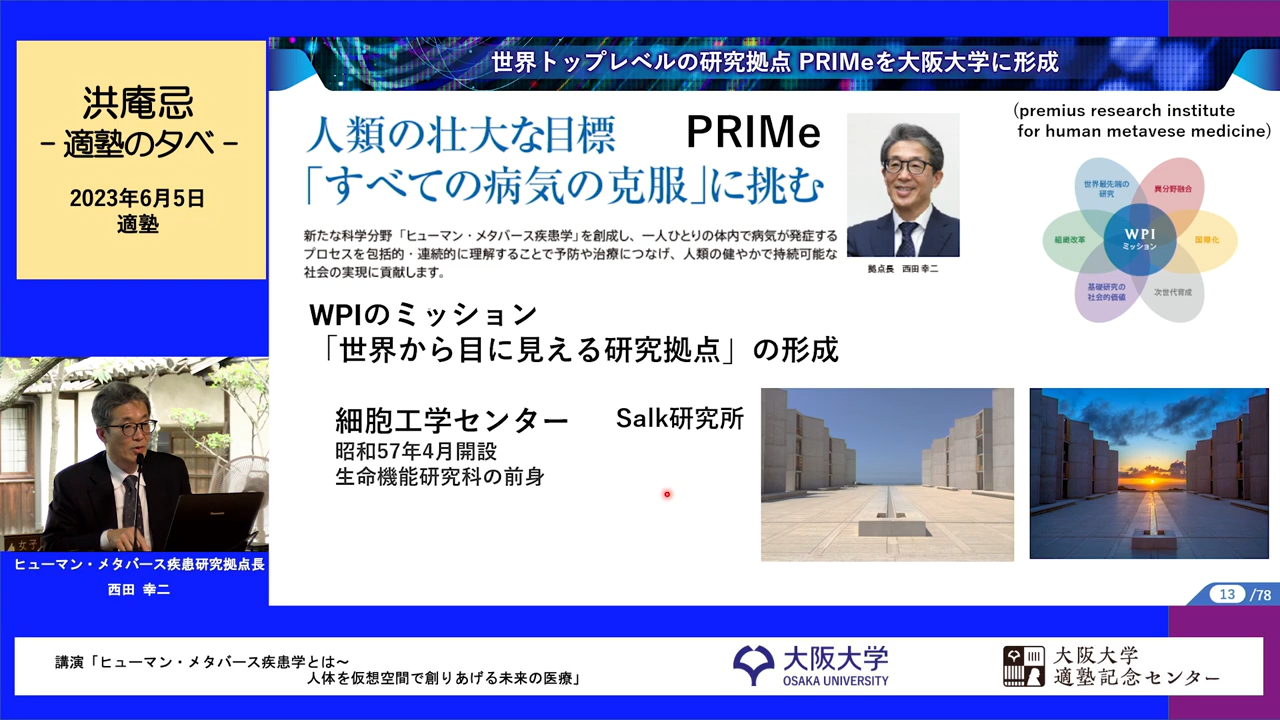 洪庵忌
- 適塾の夕べ -
2023年6月5日
適塾
世界トップレベルの研究拠点 PRIMeを大阪大学に形成
人類の壮大な目標
「すべての病気の克服」に挑む
PRIMe
新たな科学分野「ヒューマン・メタバース疾患学」を創成し、一人ひとりの体内で病気が発症する
プロセスを包括的・連続的に理解することで予防や治療につなげ、人類の健やかで持続可能な
社会の実現に貢献します。
拠点長 西田 幸二
(premius research institute
for human metavese medicine)
世界最先端の
研究
異分野融合
組織改革
WPI
ミッション
国際化
基礎研究の
社会的価値
次世代育成
WPIのミッション
「世界から目に見える研究拠点」の形成
細胞工学センター
昭和57年4月開設
生命機能研究科の前身
Salk研究所
13 /78
女子
ヒューマン・メタバース疾患研究拠点長
西田 幸二
講演「ヒューマン・メタバース疾患学とは～
人体を仮想空間で創りあげる未来の医療」
大阪大学
OSAKA UNIVERSITY
大阪大学
適塾記念センター